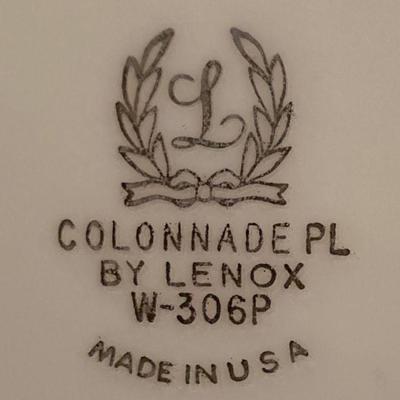 L
COLONNADE PL
BY LENOX
W-306P
MADE IN USA